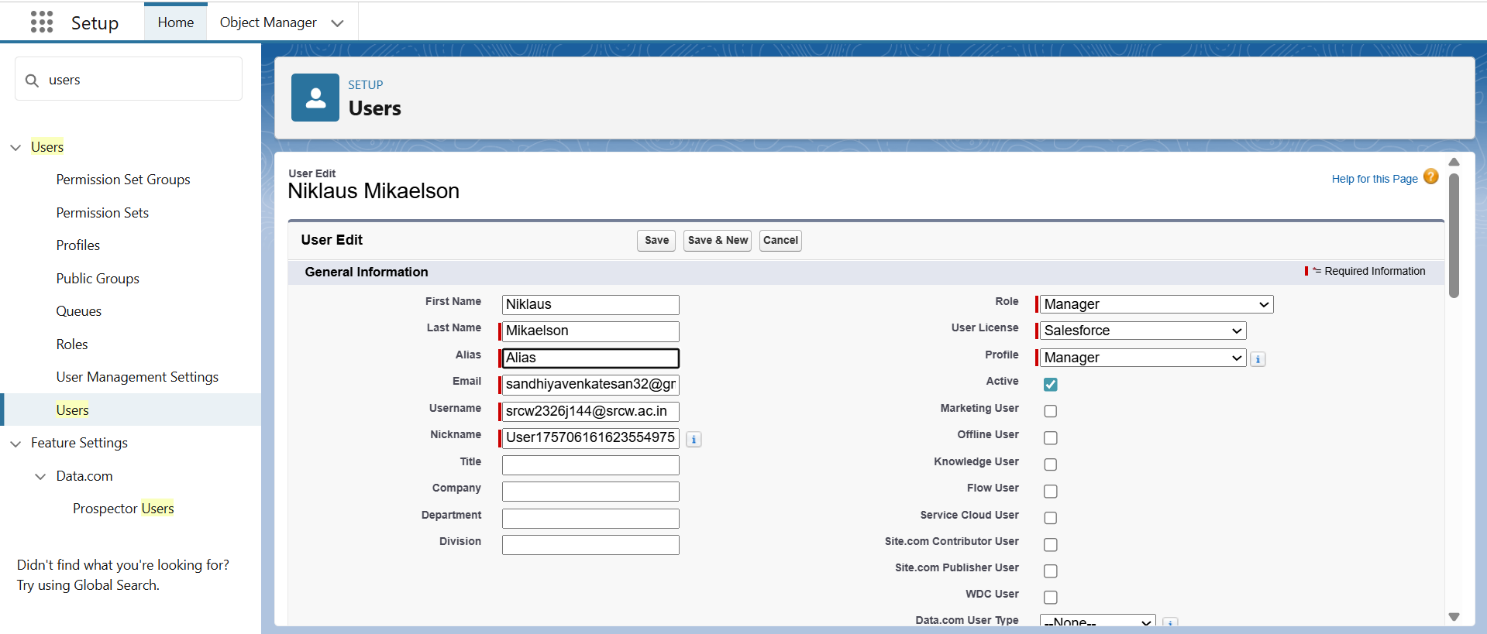 Setup
Home
Object Manager
users
Users
Permission Set Groups
Permission Sets
Profiles
Public Groups
Queues
Roles
User Management Settings
Users
Feature Settings
Data.com
Prospector Users
Didn't find what you're looking for?
Try using Global Search.
SETUP
Users
User Edit
Niklaus Mikaelson
Help for this Page ?
User Edit
Save
Save & New
Cancel
General Information
*= Required Information
First Name Niklaus
Last Name Mikaelson
Alias Alias
Email sandhiyavenkatesan32@gr
Username srcw2326j144@srcw.ac.in
Nickname User175706161623554975 i
Title
Company
Department
Division
Role Manager
User License Salesforce
Profile Manager i
Active
Marketing User
Offline User
Knowledge User
Flow User
Service Cloud User
Site.com Contributor User
Site.com Publisher User
WDC User
Data.com User Type --None-- i